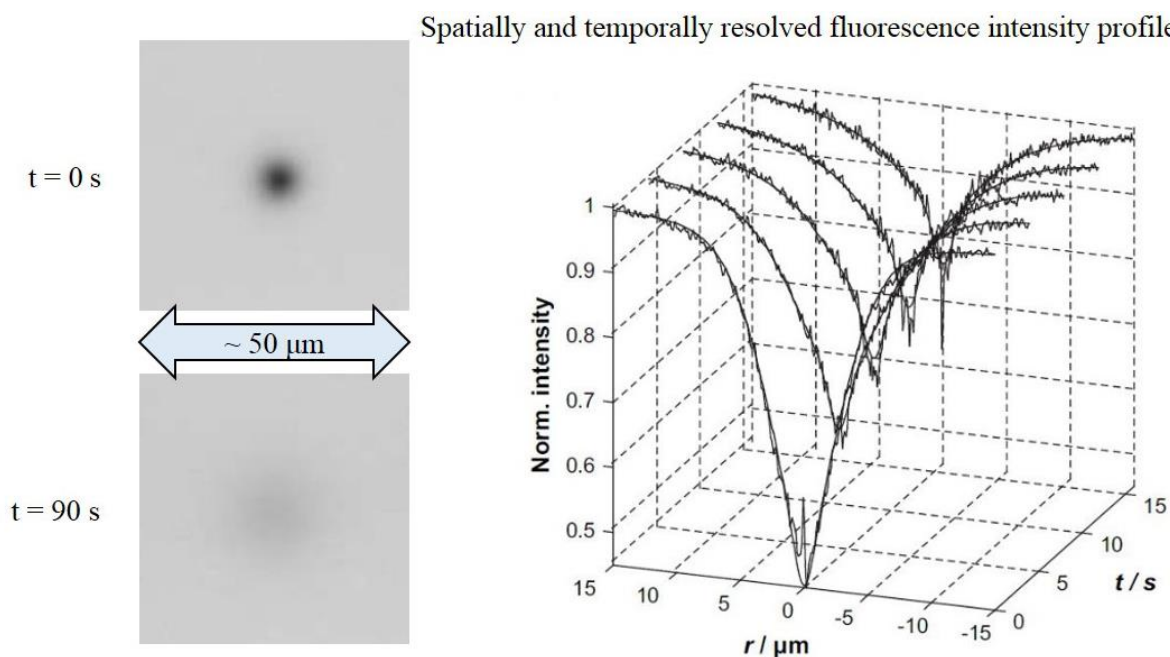 Spatially and temporally resolved fluorescence intensity profile
t = 0 s
~ 50 μm
t = 90 s
Norm. intensity
1
0.9
0.8
0.7
0.6
0.5
15
10
5
0
-5
-10
-15
r / μm
0
5
10
15
t / s